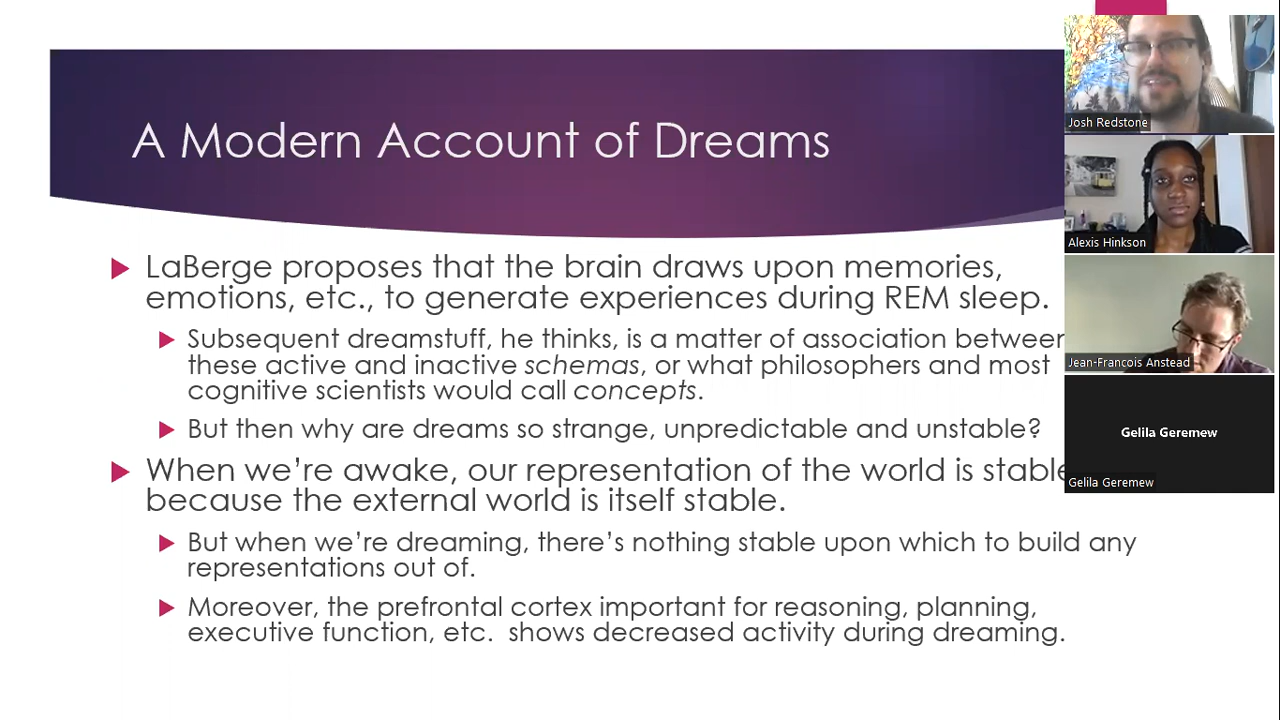 A Modern Account of Dreams
LaBerge proposes that the brain draws upon memories,
emotions, etc., to generate experiences during REM sleep.
Subsequent dreamstuff, he thinks, is a matter of association between
these active and inactive schemas, or what philosophers and most
cognitive scientists would call concepts.
But then why are dreams so strange, unpredictable and unstable?
When we're awake, our representation of the world is stable
because the external world is itself stable.
But when we're dreaming, there's nothing stable upon which to build any
representations out of.
Moreover, the prefrontal cortex important for reasoning, planning,
executive function, etc.  shows decreased activity during dreaming.
Josh Redstone
Alexis Hinkson
Jean-Francois Anstead
Gelila Geremew
Gelila Geremew